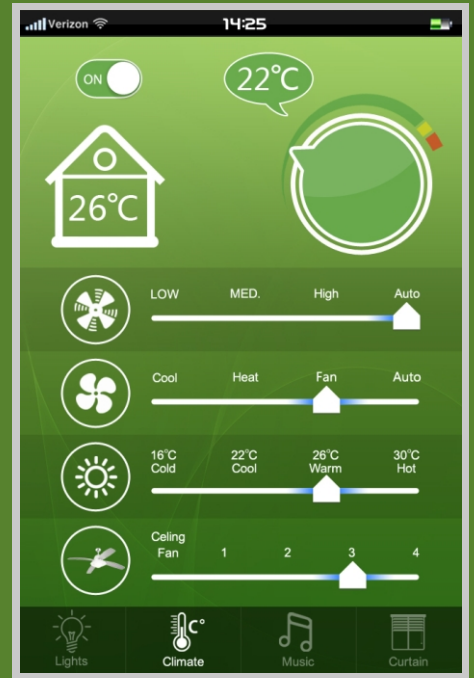 Verizon 14:25
ON
22°C
26°C
LOW MED. High Auto
Cool Heat Fan Auto
16°C 22°C 26°C 30°C
Cold Cool Warm Hot
Celing
Fan 1 2 3 4
C°
Lights Climate Music Curtain